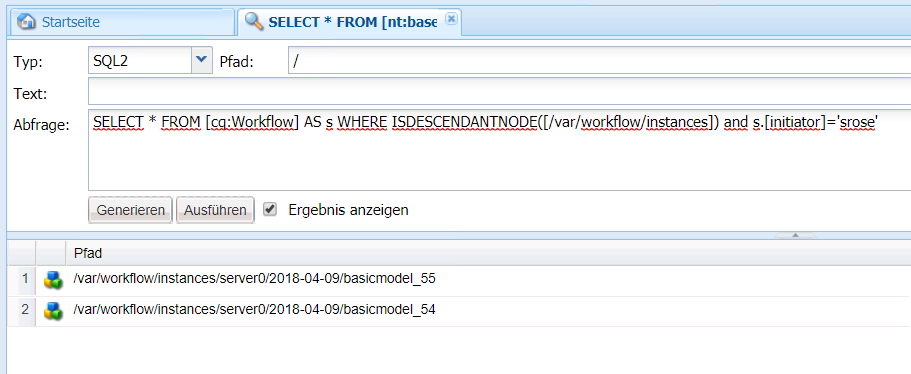 Startseite
SELECT * FROM [nt:base
Typ:
SQL2
Pfad:
/
Text:
Abfrage:
SELECT * FROM [cq:Workflow] AS s WHERE ISDESCENDANTNODE([/var/workflow/instances]) and s.[initiator]='srose'
Generieren
Ausführen
Ergebnis anzeigen
Pfad
1 /var/workflow/instances/server0/2018-04-09/basicmodel_55
2 /var/workflow/instances/server0/2018-04-09/basicmodel_54